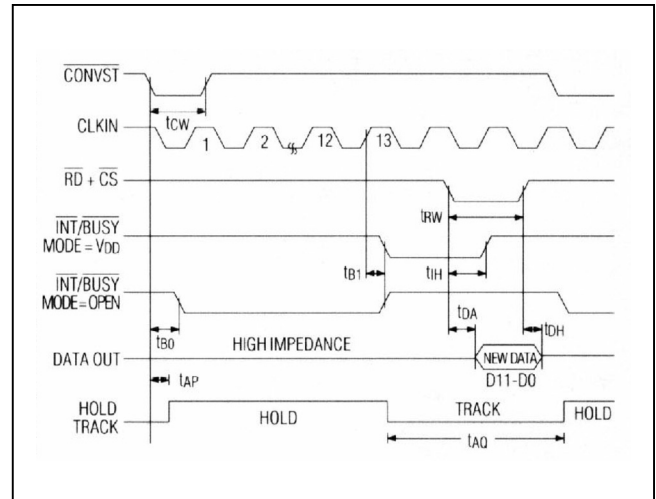 CONVST
tCW
CLKIN
1 2 12 13
RD + CS
tRW
INT/BUSY
MODE = VDD
tB1 tIH
INT/BUSY
MODE=OPEN
tDA
tB0 HIGH IMPEDANCE tDH
DATA OUT NEW DATA
tAP D11-D0
HOLD
TRACK
HOLD TRACK HOLD
tAQ